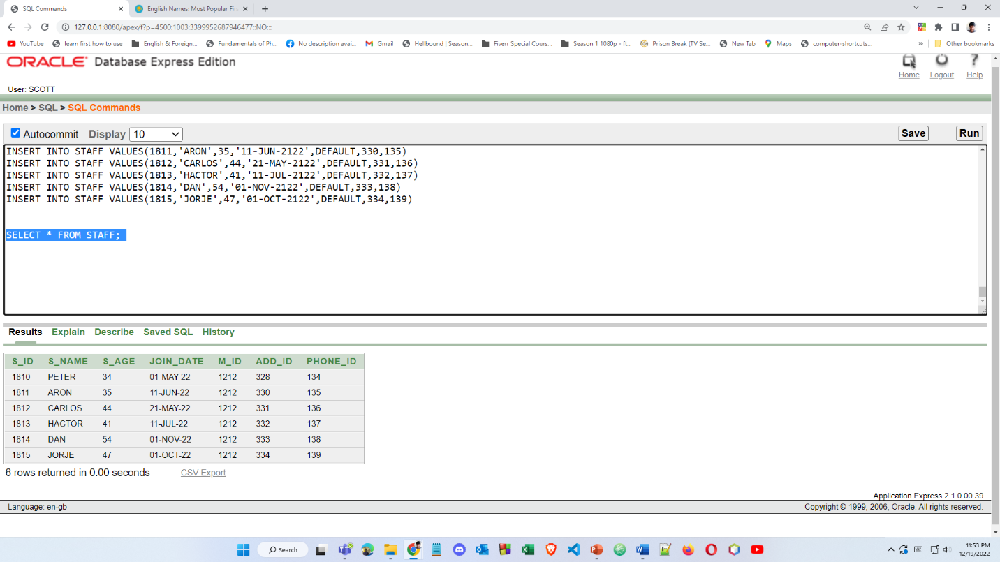 SQL Commands
English Names: Most Popular Fir
127.0.0.1:8080/apex/f?p=4500:1003:3399952687946477::NO:::
YouTube learn first how to use English & Foreign... Fundamentals of Ph... No description avai... Gmail Hellbound | Season... Fiverr Special Cours... Season 1 1080p - ft... Prison Break (TV Se... New Tab Maps computer-shortcuts... » Other bookmarks
ORACLE Database Express Edition
Home Logout Help
User: SCOTT
Home > SQL > SQL Commands
Autocommit Display 10 Save Run
INSERT INTO STAFF VALUES(1811,'ARON',35,'11-JUN-2122',DEFAULT,330,135)
INSERT INTO STAFF VALUES(1812,'CARLOS',44,'21-MAY-2122',DEFAULT,331,136)
INSERT INTO STAFF VALUES(1813,'HACTOR',41,'11-JUL-2122',DEFAULT,332,137)
INSERT INTO STAFF VALUES(1814,'DAN',54,'01-NOV-2122',DEFAULT,333,138)
INSERT INTO STAFF VALUES(1815,'JORJE',47,'01-OCT-2122',DEFAULT,334,139)
SELECT * FROM STAFF;
Results Explain Describe Saved SQL History
S_ID S_NAME S_AGE JOIN_DATE M_ID ADD_ID PHONE_ID
1810 PETER 34 01-MAY-22 1212 328 134
1811 ARON 35 11-JUN-22 1212 330 135
1812 CARLOS 44 21-MAY-22 1212 331 136
1813 HACTOR 41 11-JUL-22 1212 332 137
1814 DAN 54 01-NOV-22 1212 333 138
1815 JORJE 47 01-OCT-22 1212 334 139
6 rows returned in 0.00 seconds CSV Export
Application Express 2.1.0.00.39
Language: en-gb Copyright © 1999, 2006, Oracle. All rights reserved.
Search
11:53 PM
12/19/2022